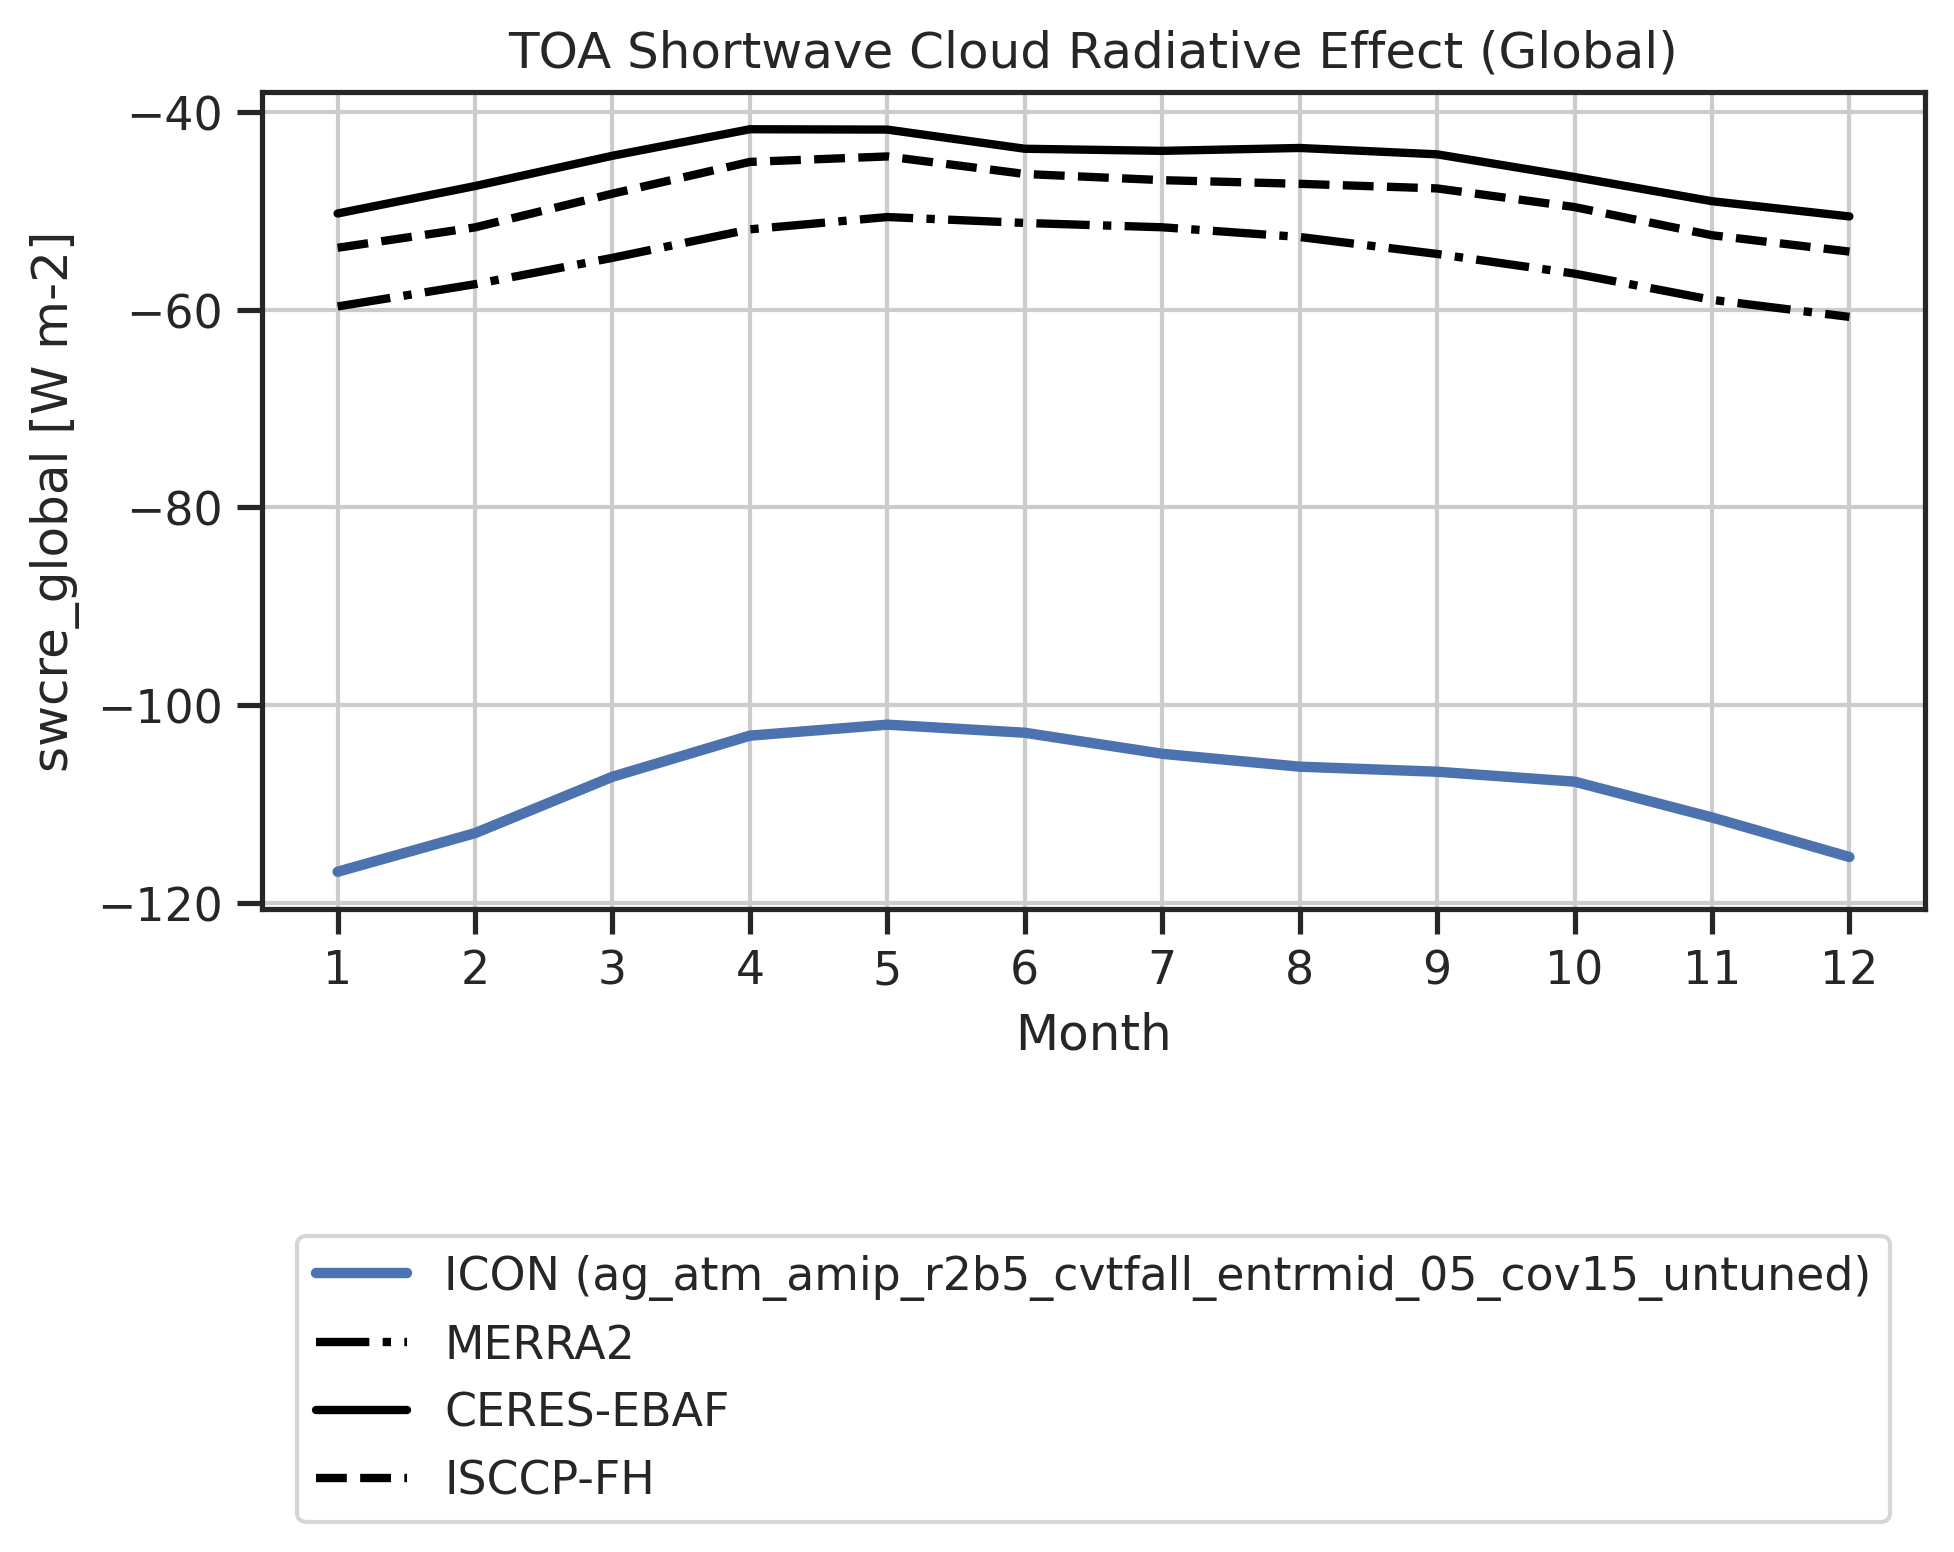 TOA Shortwave Cloud Radiative Effect (Global)
swcre_global [W m-2]
−40
−60
−80
−100
−120
1 2 3 4 5 6 7 8 9 10 11 12
Month
ICON (ag_atm_amip_r2b5_cvtfall_entrmid_05_cov15_untuned)
MERRA2
CERES-EBAF
ISCCP-FH